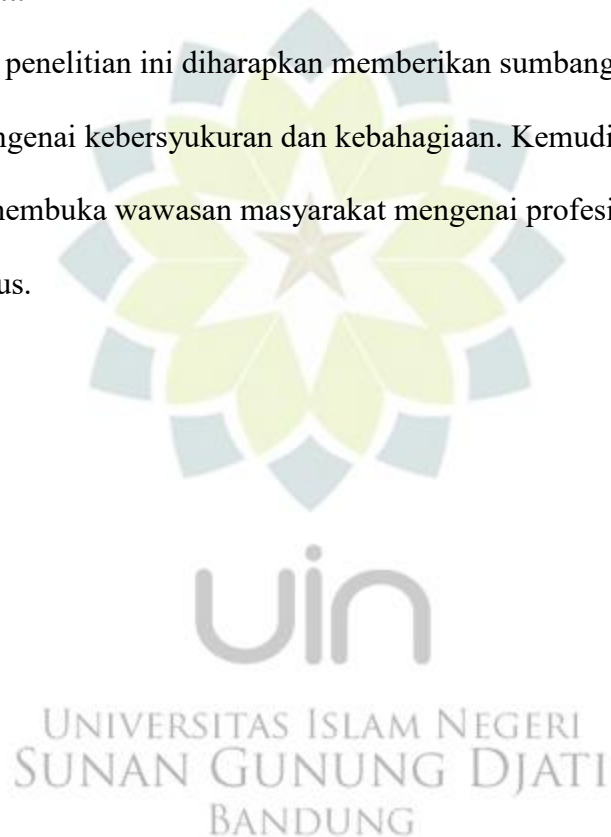 penelitian ini diharapkan memberikan sumbang
ngenai kebersyukuran dan kebahagiaan. Kemudi
membuka wawasan masyarakat mengenai profesi
us.
uin
UNIVERSITAS ISLAM NEGERI
SUNAN GUNUNG DJATI
BANDUNG